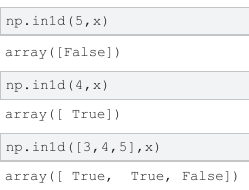 np.in1d(5,x)
array([False])
np.in1d(4,x)
array([ True])
np.in1d([3,4,5],x)
array([ True,  True, False])